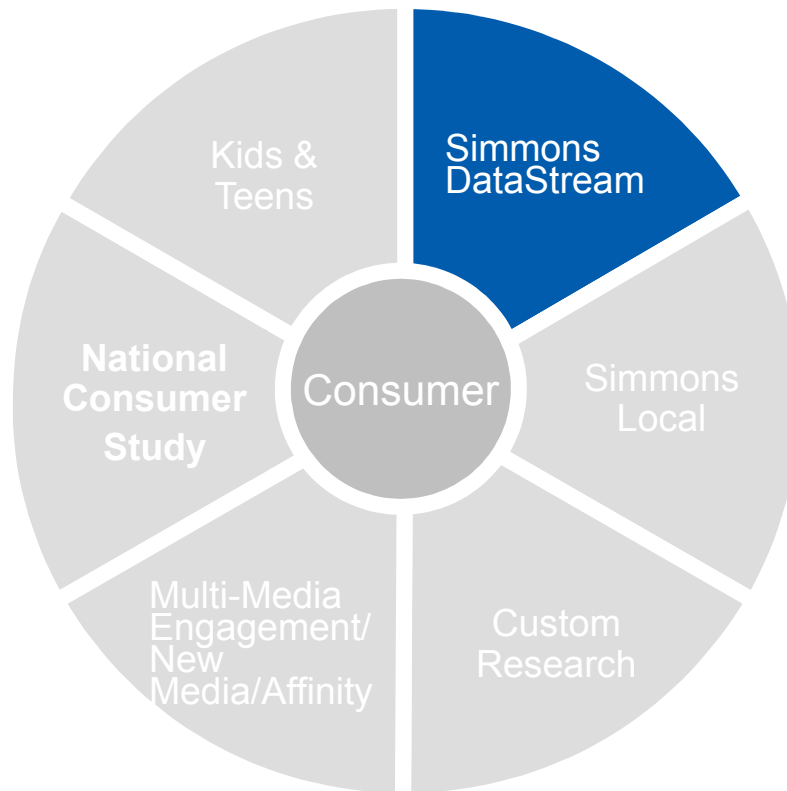 Kids &
Teens
Simmons
DataStream
National
Consumer
Study
Consumer
Simmons
Local
Multi-Media
Engagement/
New
Media/Affinity
Custom
Research